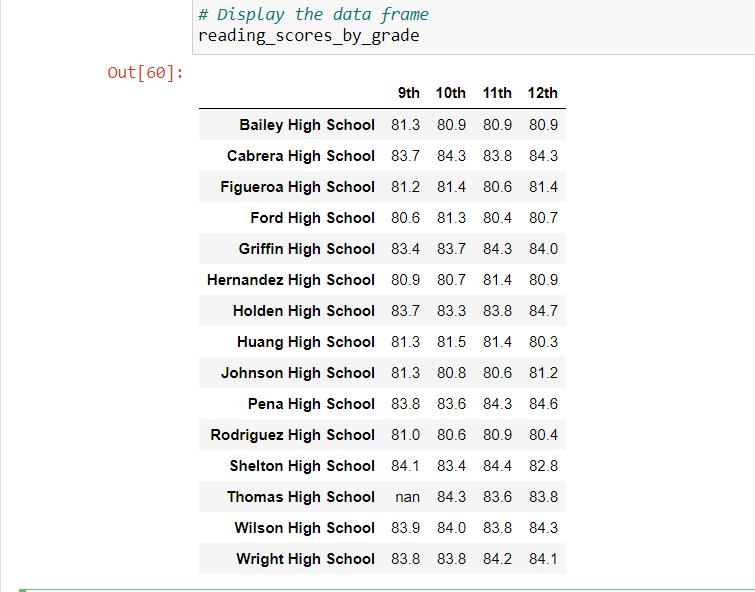 # Display the data frame
reading_scores_by_grade
Out[60]:
9th 10th 11th 12th
Bailey High School 81.3 80.9 80.9 80.9
Cabrera High School 83.7 84.3 83.8 84.3
Figueroa High School 81.2 81.4 80.6 81.4
Ford High School 80.6 81.3 80.4 80.7
Griffin High School 83.4 83.7 84.3 84.0
Hernandez High School 80.9 80.7 81.4 80.9
Holden High School 83.7 83.3 83.8 84.7
Huang High School 81.3 81.5 81.4 80.3
Johnson High School 81.3 80.8 80.6 81.2
Pena High School 83.8 83.6 84.3 84.6
Rodriguez High School 81.0 80.6 80.9 80.4
Shelton High School 84.1 83.4 84.4 82.8
Thomas High School nan 84.3 83.6 83.8
Wilson High School 83.9 84.0 83.8 84.3
Wright High School 83.8 83.8 84.2 84.1